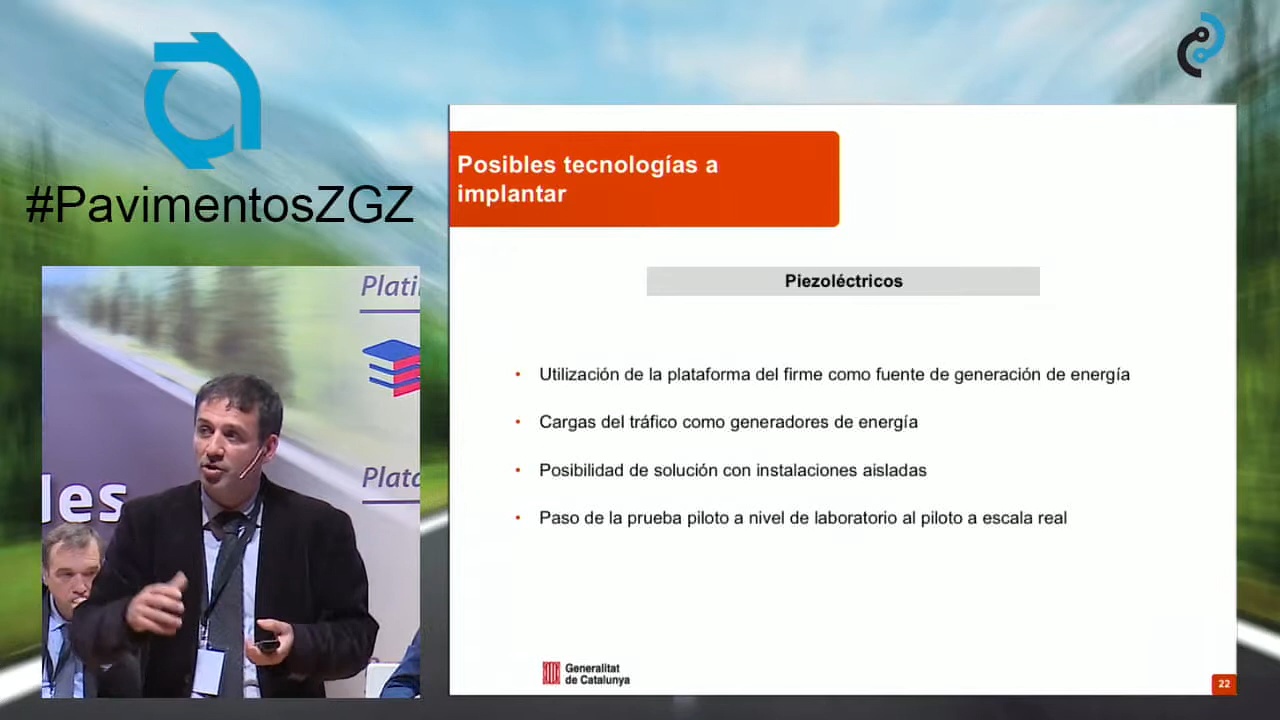 #PavimentosZGZ
Posibles tecnologías a
implantar
Piezoléctricos
• Utilización de la plataforma del firme como fuente de generación de energía
• Cargas del tráfico como generadores de energía
• Posibilidad de solución con instalaciones aisladas
• Paso de la prueba piloto a nivel de laboratorio al piloto a escala real
Generalitat
de Catalunya
22
Plati
Plat
les